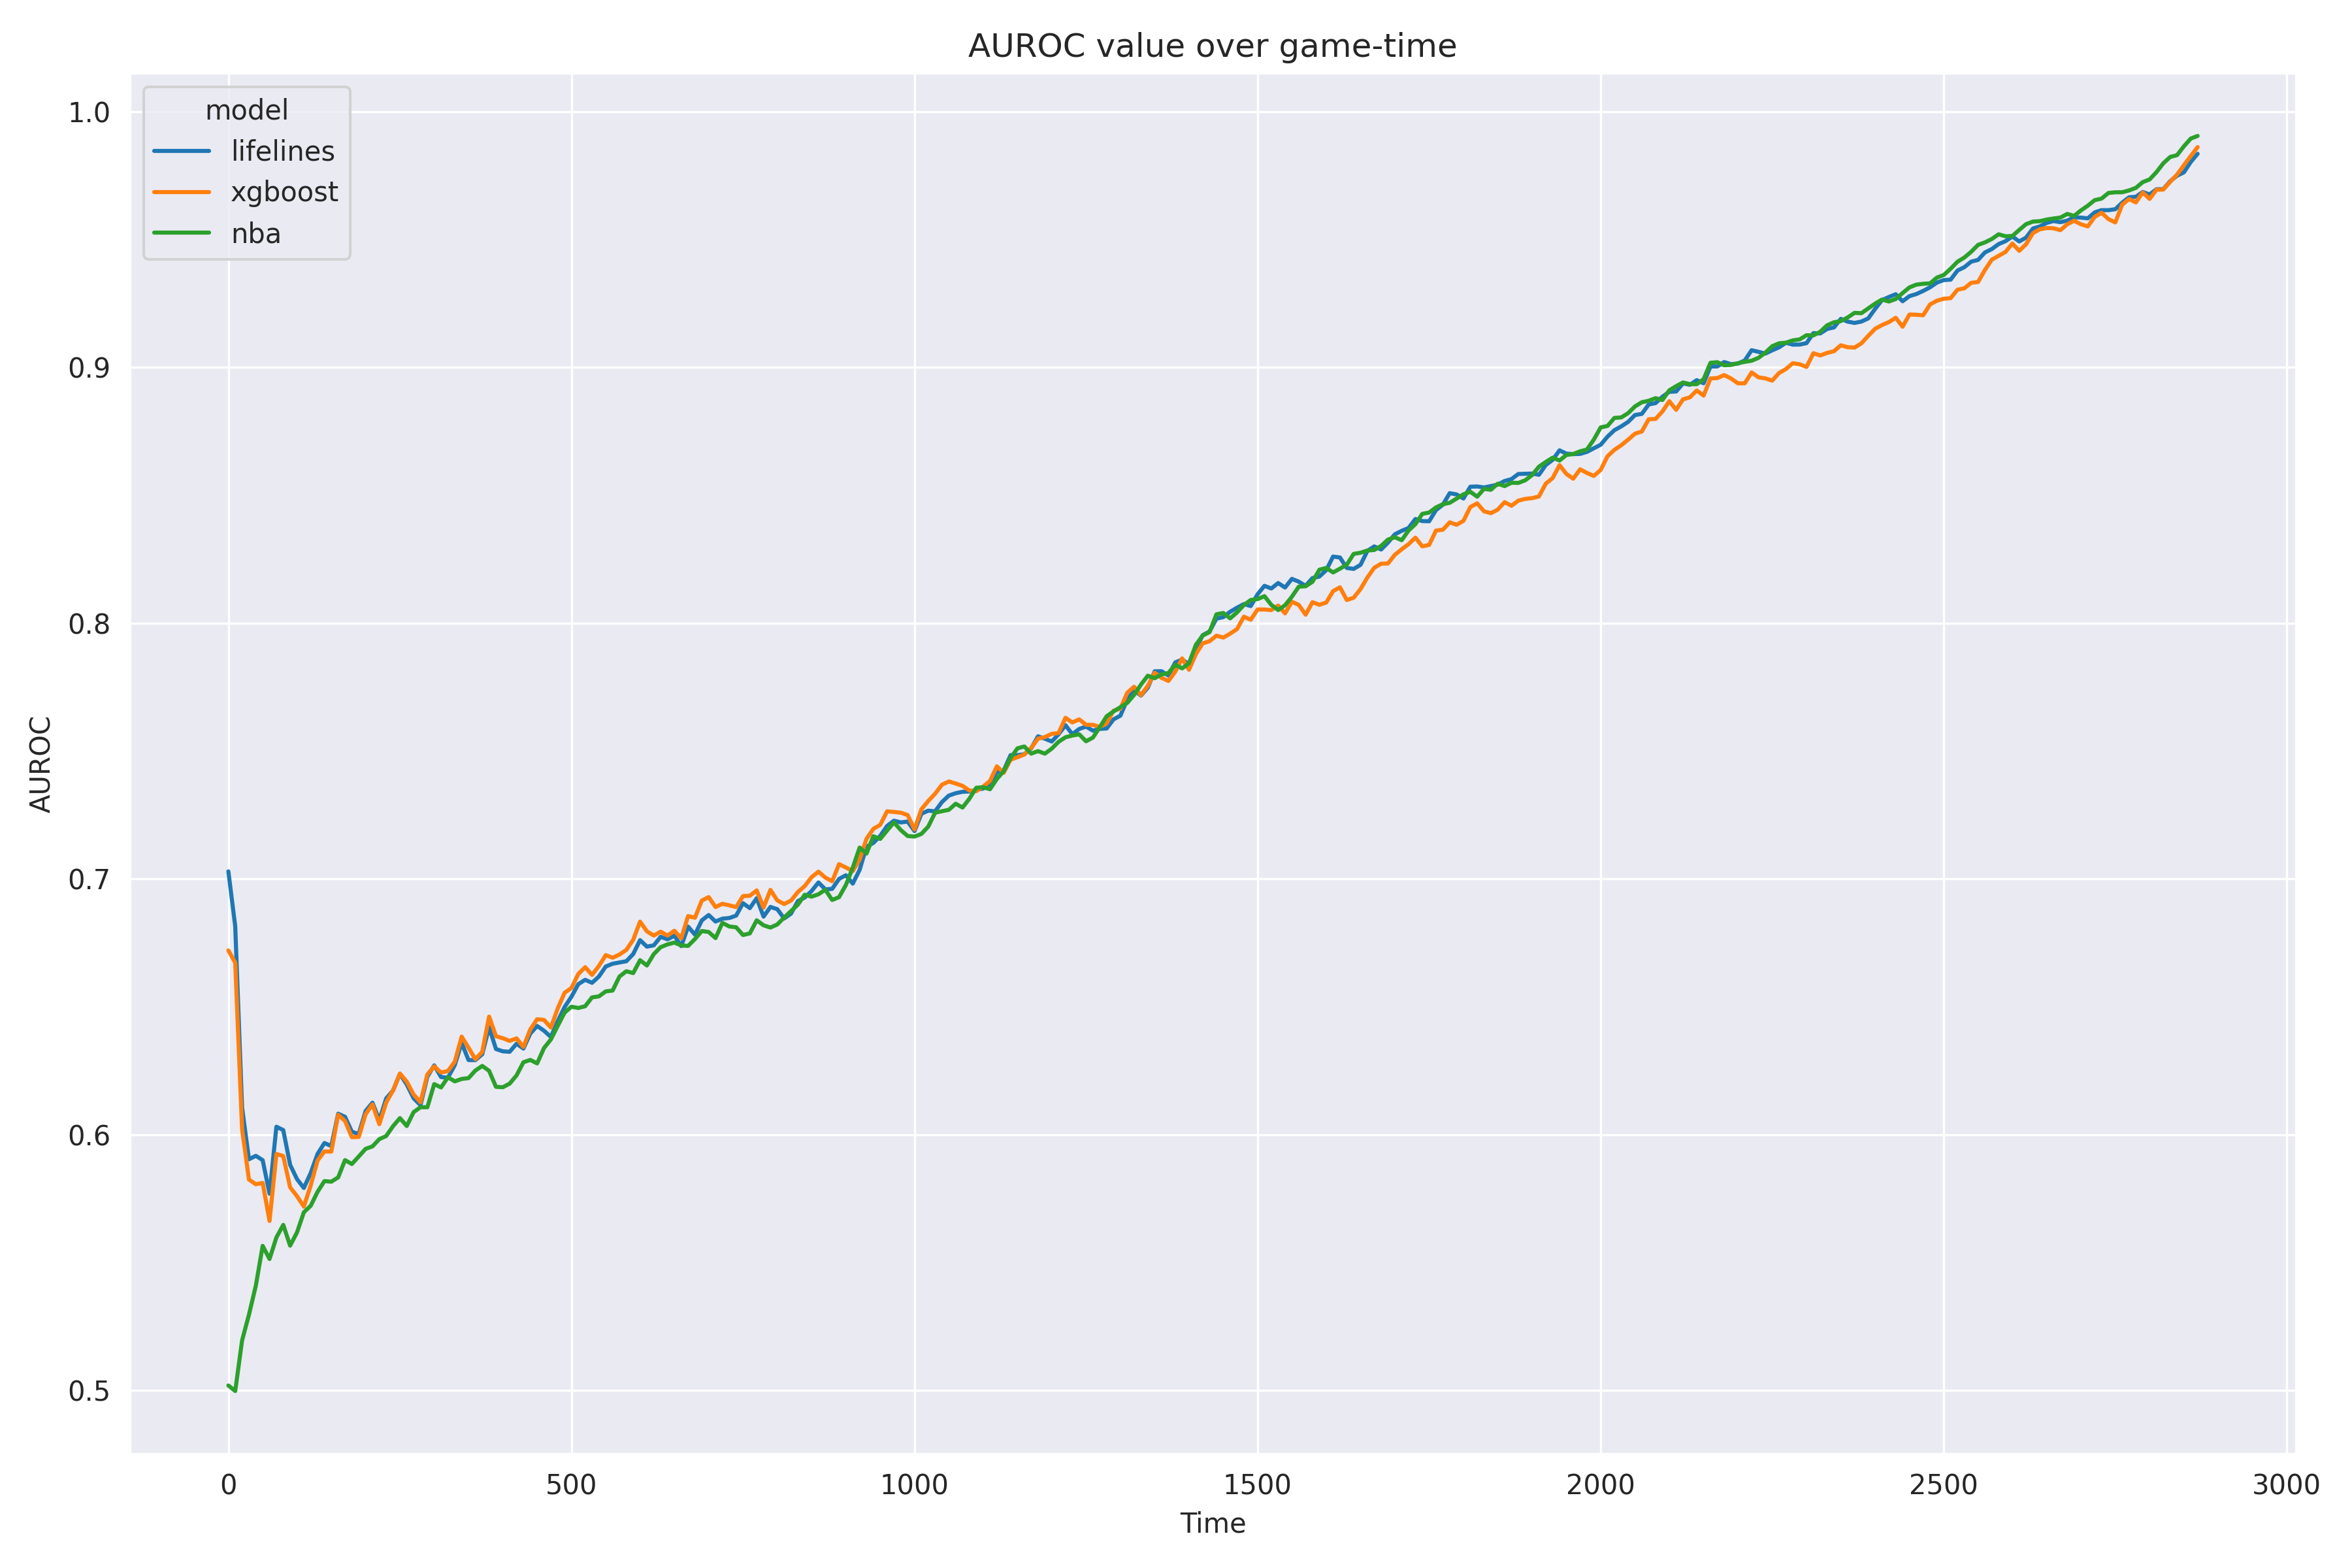 AUROC value over game-time
model
lifelines
xgboost
nba
1.0
0.9
0.8
0.7
0.6
0.5
AUROC
0 500 1000 1500 2000 2500 3000
Time